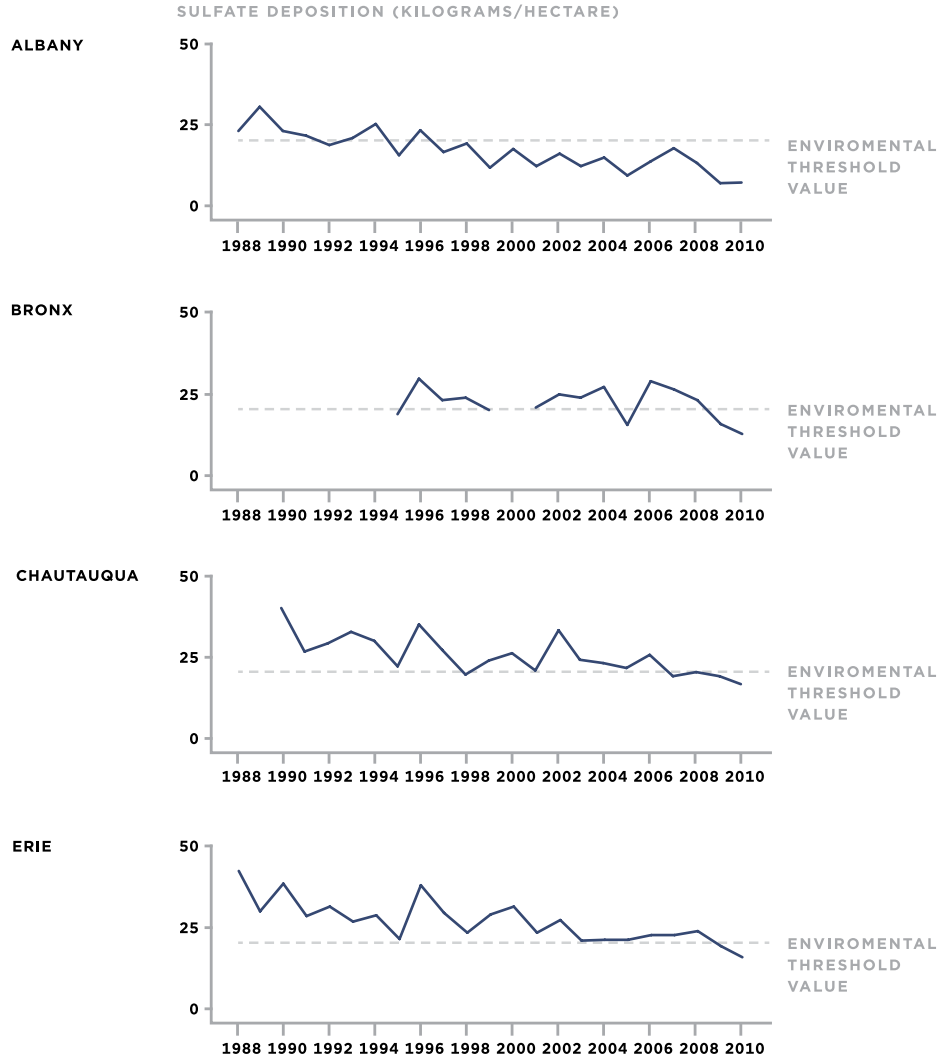 SULFATE DEPOSITION (KILOGRAMS/HECTARE)
ALBANY
50
25
0
ENVIROMENTAL
THRESHOLD
VALUE
1988 1990 1992 1994 1996 1998 2000 2002 2004 2006 2008 2010
BRONX
50
25
0
ENVIROMENTAL
THRESHOLD
VALUE
1988 1990 1992 1994 1996 1998 2000 2002 2004 2006 2008 2010
CHAUTAUQUA
50
25
0
ENVIROMENTAL
THRESHOLD
VALUE
1988 1990 1992 1994 1996 1998 2000 2002 2004 2006 2008 2010
ERIE
50
25
0
ENVIROMENTAL
THRESHOLD
VALUE
1988 1990 1992 1994 1996 1998 2000 2002 2004 2006 2008 2010